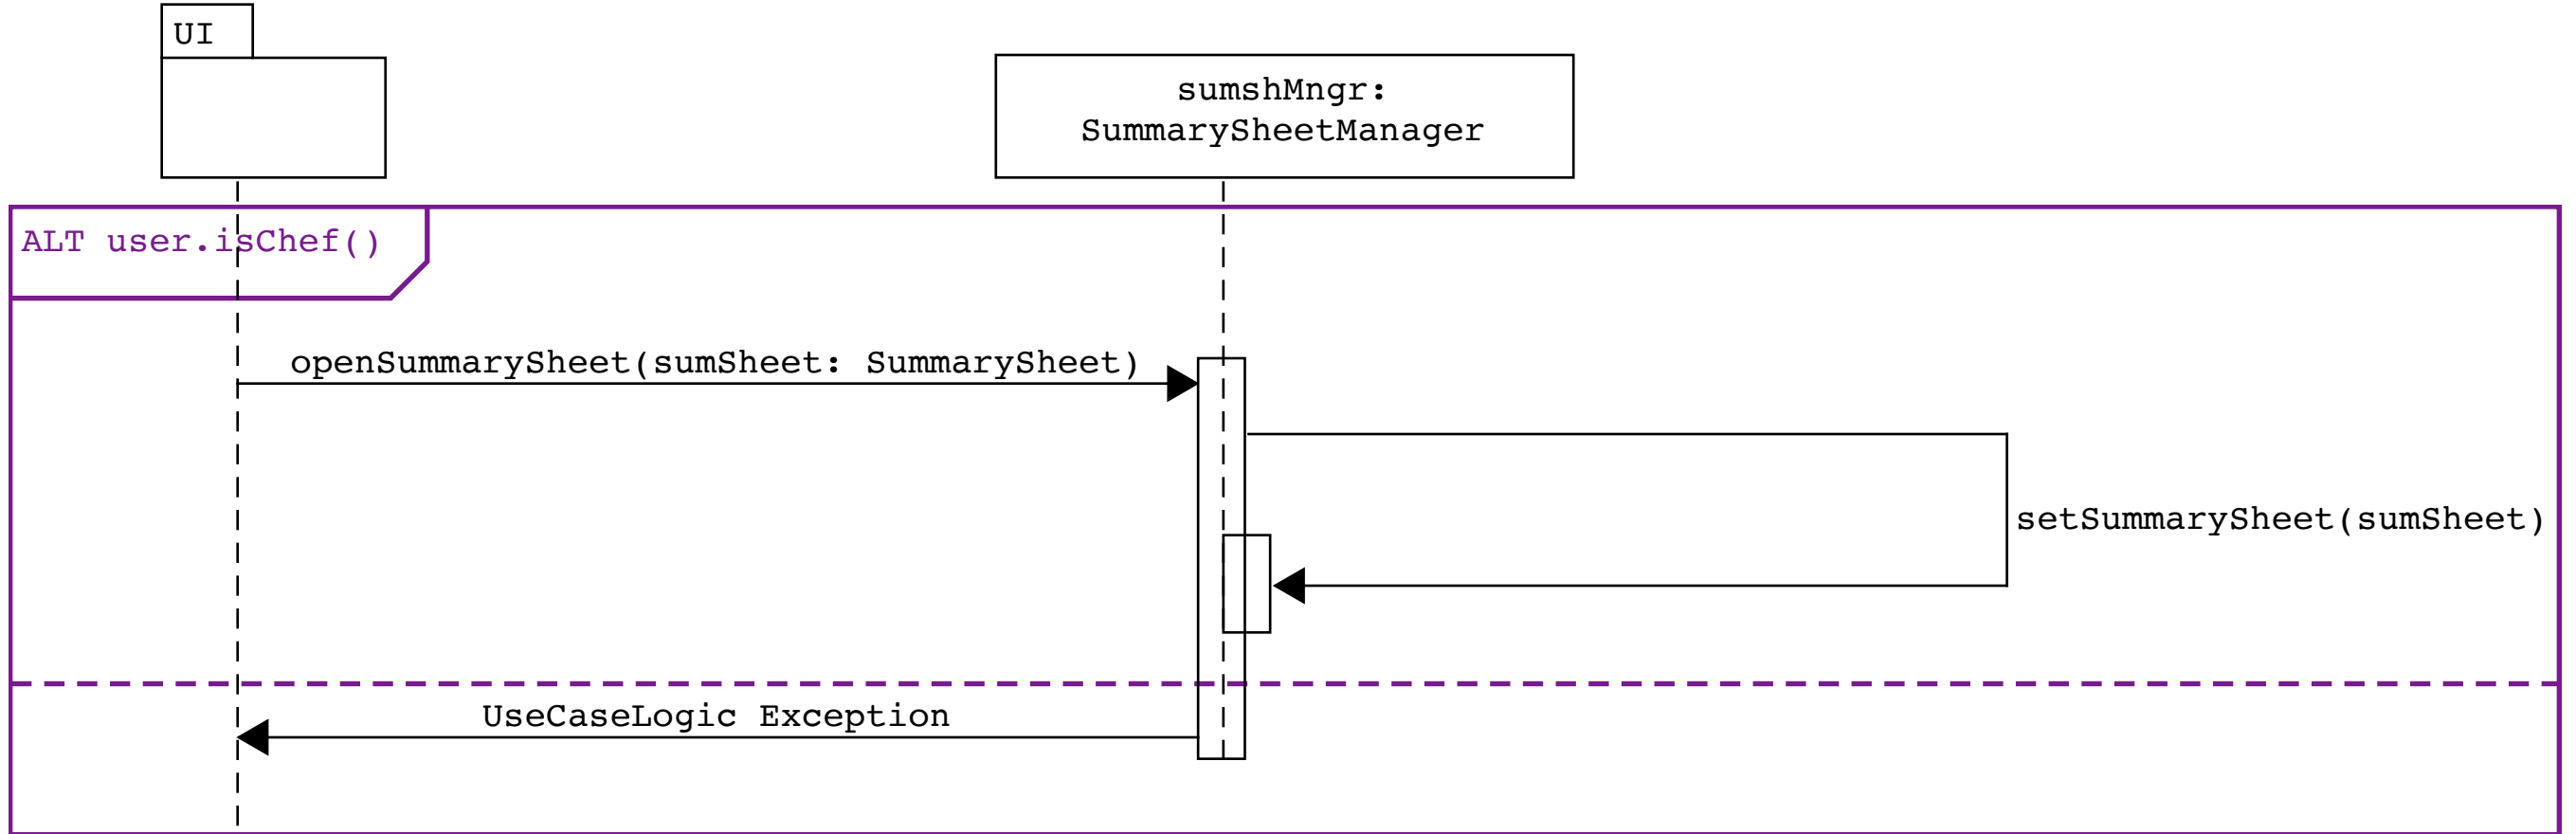 UI
sumshMngr:
SummarySheetManager
ALT user.isChef()
openSummarySheet(sumSheet: SummarySheet)
setSummarySheet(sumSheet)
UseCaseLogic Exception